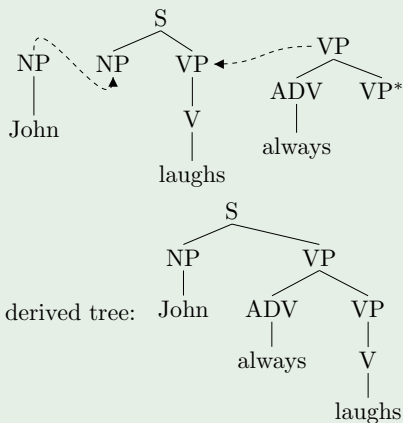 S
NP NP VP VP
ADV VP*
John V always
laughs
S
NP VP
derived tree: John ADV VP
always V
laughs